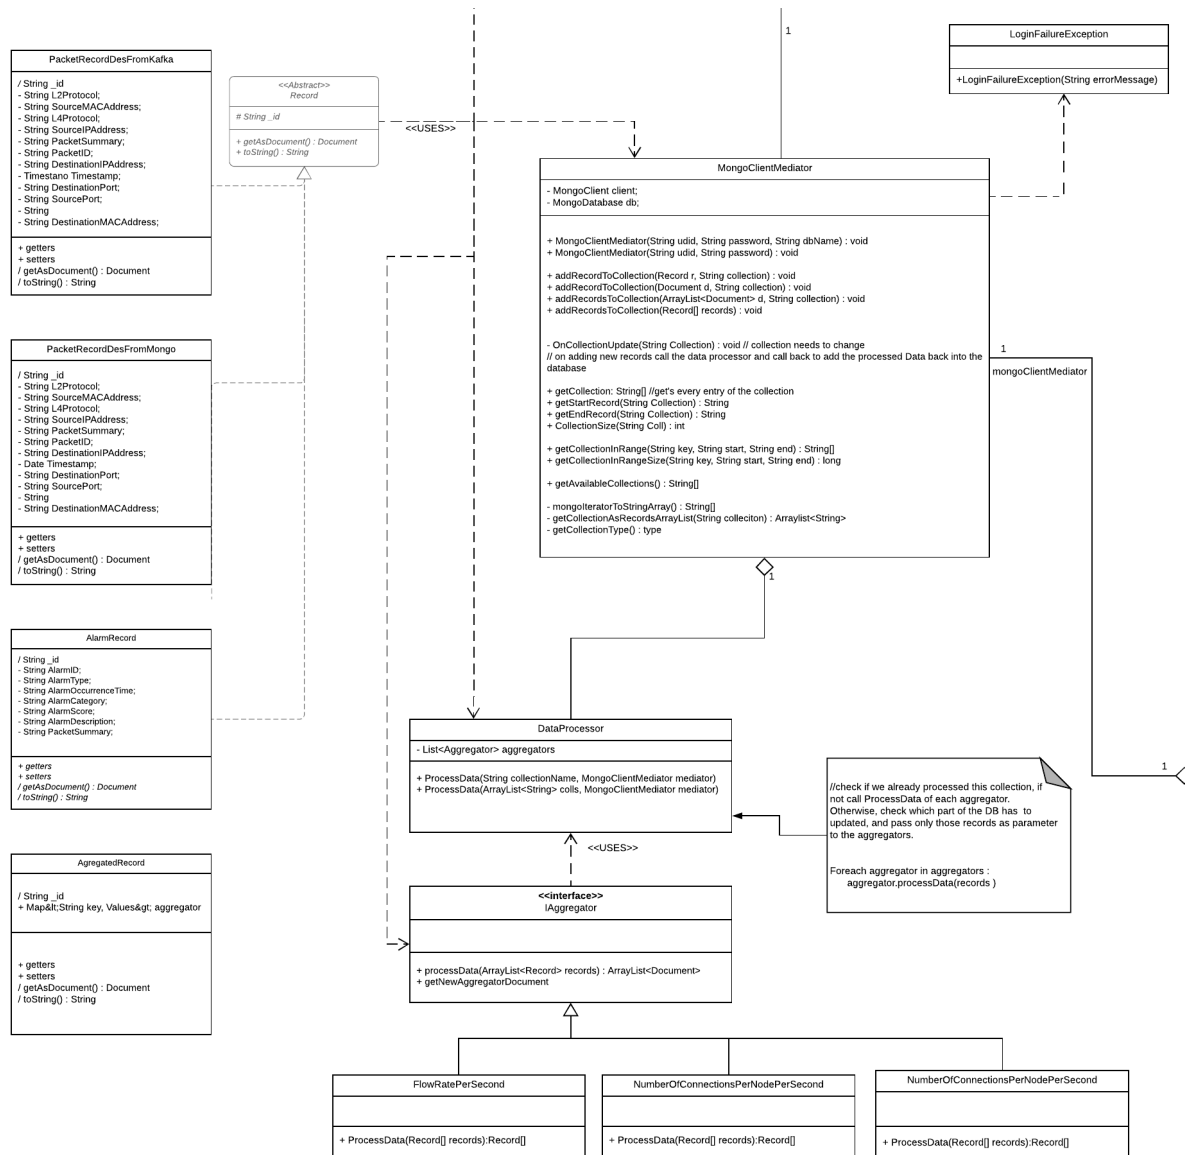 1
LoginFailureException
+LoginFailureException(String errorMessage)
PacketRecordDesFromKafka
/ String _id
- String L2Protocol;
- String SourceMACAddress;
- String L4Protocol;
- String SourceIPAddress;
- String PacketSummary;
- String PacketID;
- String DestinationIPAddress;
- Timestano Timestamp;
- String DestinationPort;
- String SourcePort;
- String
- String DestinationMACAddress;
+ getters
+ setters
/ getAsDocument() : Document
/ toString() : String
<<Abstract>>
Record
# String _id
+ getAsDocument() : Document
+ toString() : String
<<USES>>
MongoClientMediator
- MongoClient client;
- MongoDatabase db;
+ MongoClientMediator(String udid, String password, String dbName) : void
+ MongoClientMediator(String udid, String password) : void
+ addRecordToCollection(Record r, String collection) : void
+ addRecordToCollection(Document d, String collection) : void
+ addRecordsToCollection(ArrayList<Document> d, String collection) : void
+ addRecordsToCollection(Record[] records) : void
- OnCollectionUpdate(String Collection) : void // collection needs to change
// on adding new records call the data processor and call back to add the processed Data back into the
database
+ getCollection: String[] //get's every entry of the collection
+ getStartRecord(String Collection) : String
+ getEndRecord(String Collection) : String
+ CollectionSize(String Coll) : int
+ getCollectionInRange(String key, String start, String end) : String[]
+ getCollectionInRangeSize(String key, String start, String end) : long
+ getAvailableCollections() : String[]
- mongoIteratorToStringArray() : String[]
- getCollectionAsRecordsArrayList(String colleciton) : Arraylist<String>
- getCollectionType() : type
1
mongoClientMediator
1
1
PacketRecordDesFromMongo
/ String _id
- String L2Protocol;
- String SourceMACAddress;
- String L4Protocol;
- String SourceIPAddress;
- String PacketSummary;
- String PacketID;
- String DestinationIPAddress;
- Date Timestamp;
- String DestinationPort;
- String SourcePort;
- String
- String DestinationMACAddress;
+ getters
+ setters
/ getAsDocument() : Document
/ toString() : String
AlarmRecord
/ String _id
- String AlarmID;
- String AlarmType;
- String AlarmOccurrenceTime;
- String AlarmCategory;
- String AlarmScore;
- String AlarmDescription;
- String PacketSummary;
+ getters
+ setters
/ getAsDocument() : Document
/ toString() : String
AgregatedRecord
/ String _id
+ Map&lt;String key, Values&gt; aggregator
+ getters
+ setters
/ getAsDocument() : Document
/ toString() : String
DataProcessor
- List<Aggregator> aggregators
+ ProcessData(String collectionName, MongoClientMediator mediator)
+ ProcessData(ArrayList<String> colls, MongoClientMediator mediator)
//check if we already processed this collection, if
not call ProcessData of each aggregator.
Otherwise, check which part of the DB has to
updated, and pass only those records as parameter
to the aggregators.
Foreach aggregator in aggregators :
aggregator.processData(records )
<<USES>>
<<interface>>
IAggregator
+ processData(ArrayList<Record> records) : ArrayList<Document>
+ getNewAggregatorDocument
FlowRatePerSecond
+ ProcessData(Record[] records):Record[]
NumberOfConnectionsPerNodePerSecond
+ ProcessData(Record[] records):Record[]
NumberOfConnectionsPerNodePerSecond
+ ProcessData(Record[] records):Record[]